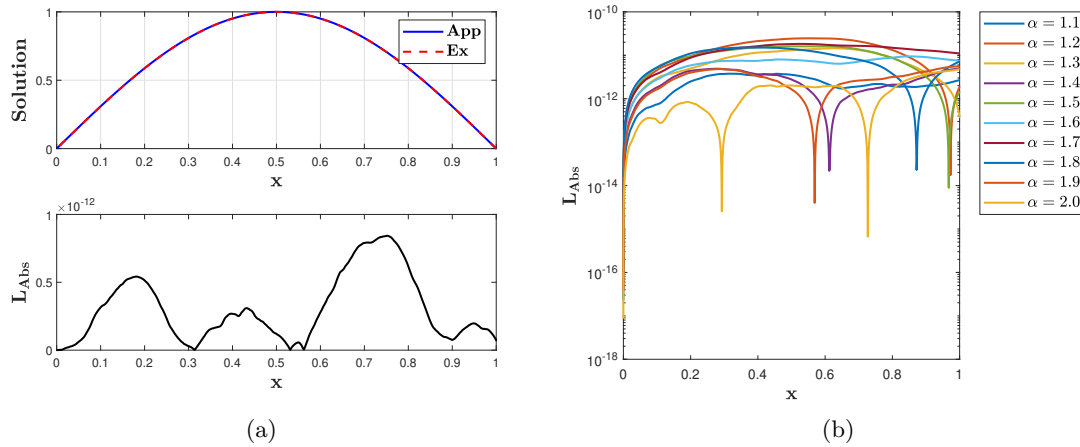 1
0.5
0
Solution
App
Ex
0 0.1 0.2 0.3 0.4 0.5 0.6 0.7 0.8 0.9 1
x
×10⁻¹²
1
0.5
0
L_Abs
0 0.1 0.2 0.3 0.4 0.5 0.6 0.7 0.8 0.9 1
x
(a)
10⁻¹⁰
10⁻¹²
10⁻¹⁴
10⁻¹⁶
10⁻¹⁸
L_Abs
0 0.2 0.4 0.6 0.8 1
x
α = 1.1
α = 1.2
α = 1.3
α = 1.4
α = 1.5
α = 1.6
α = 1.7
α = 1.8
α = 1.9
α = 2.0
(b)